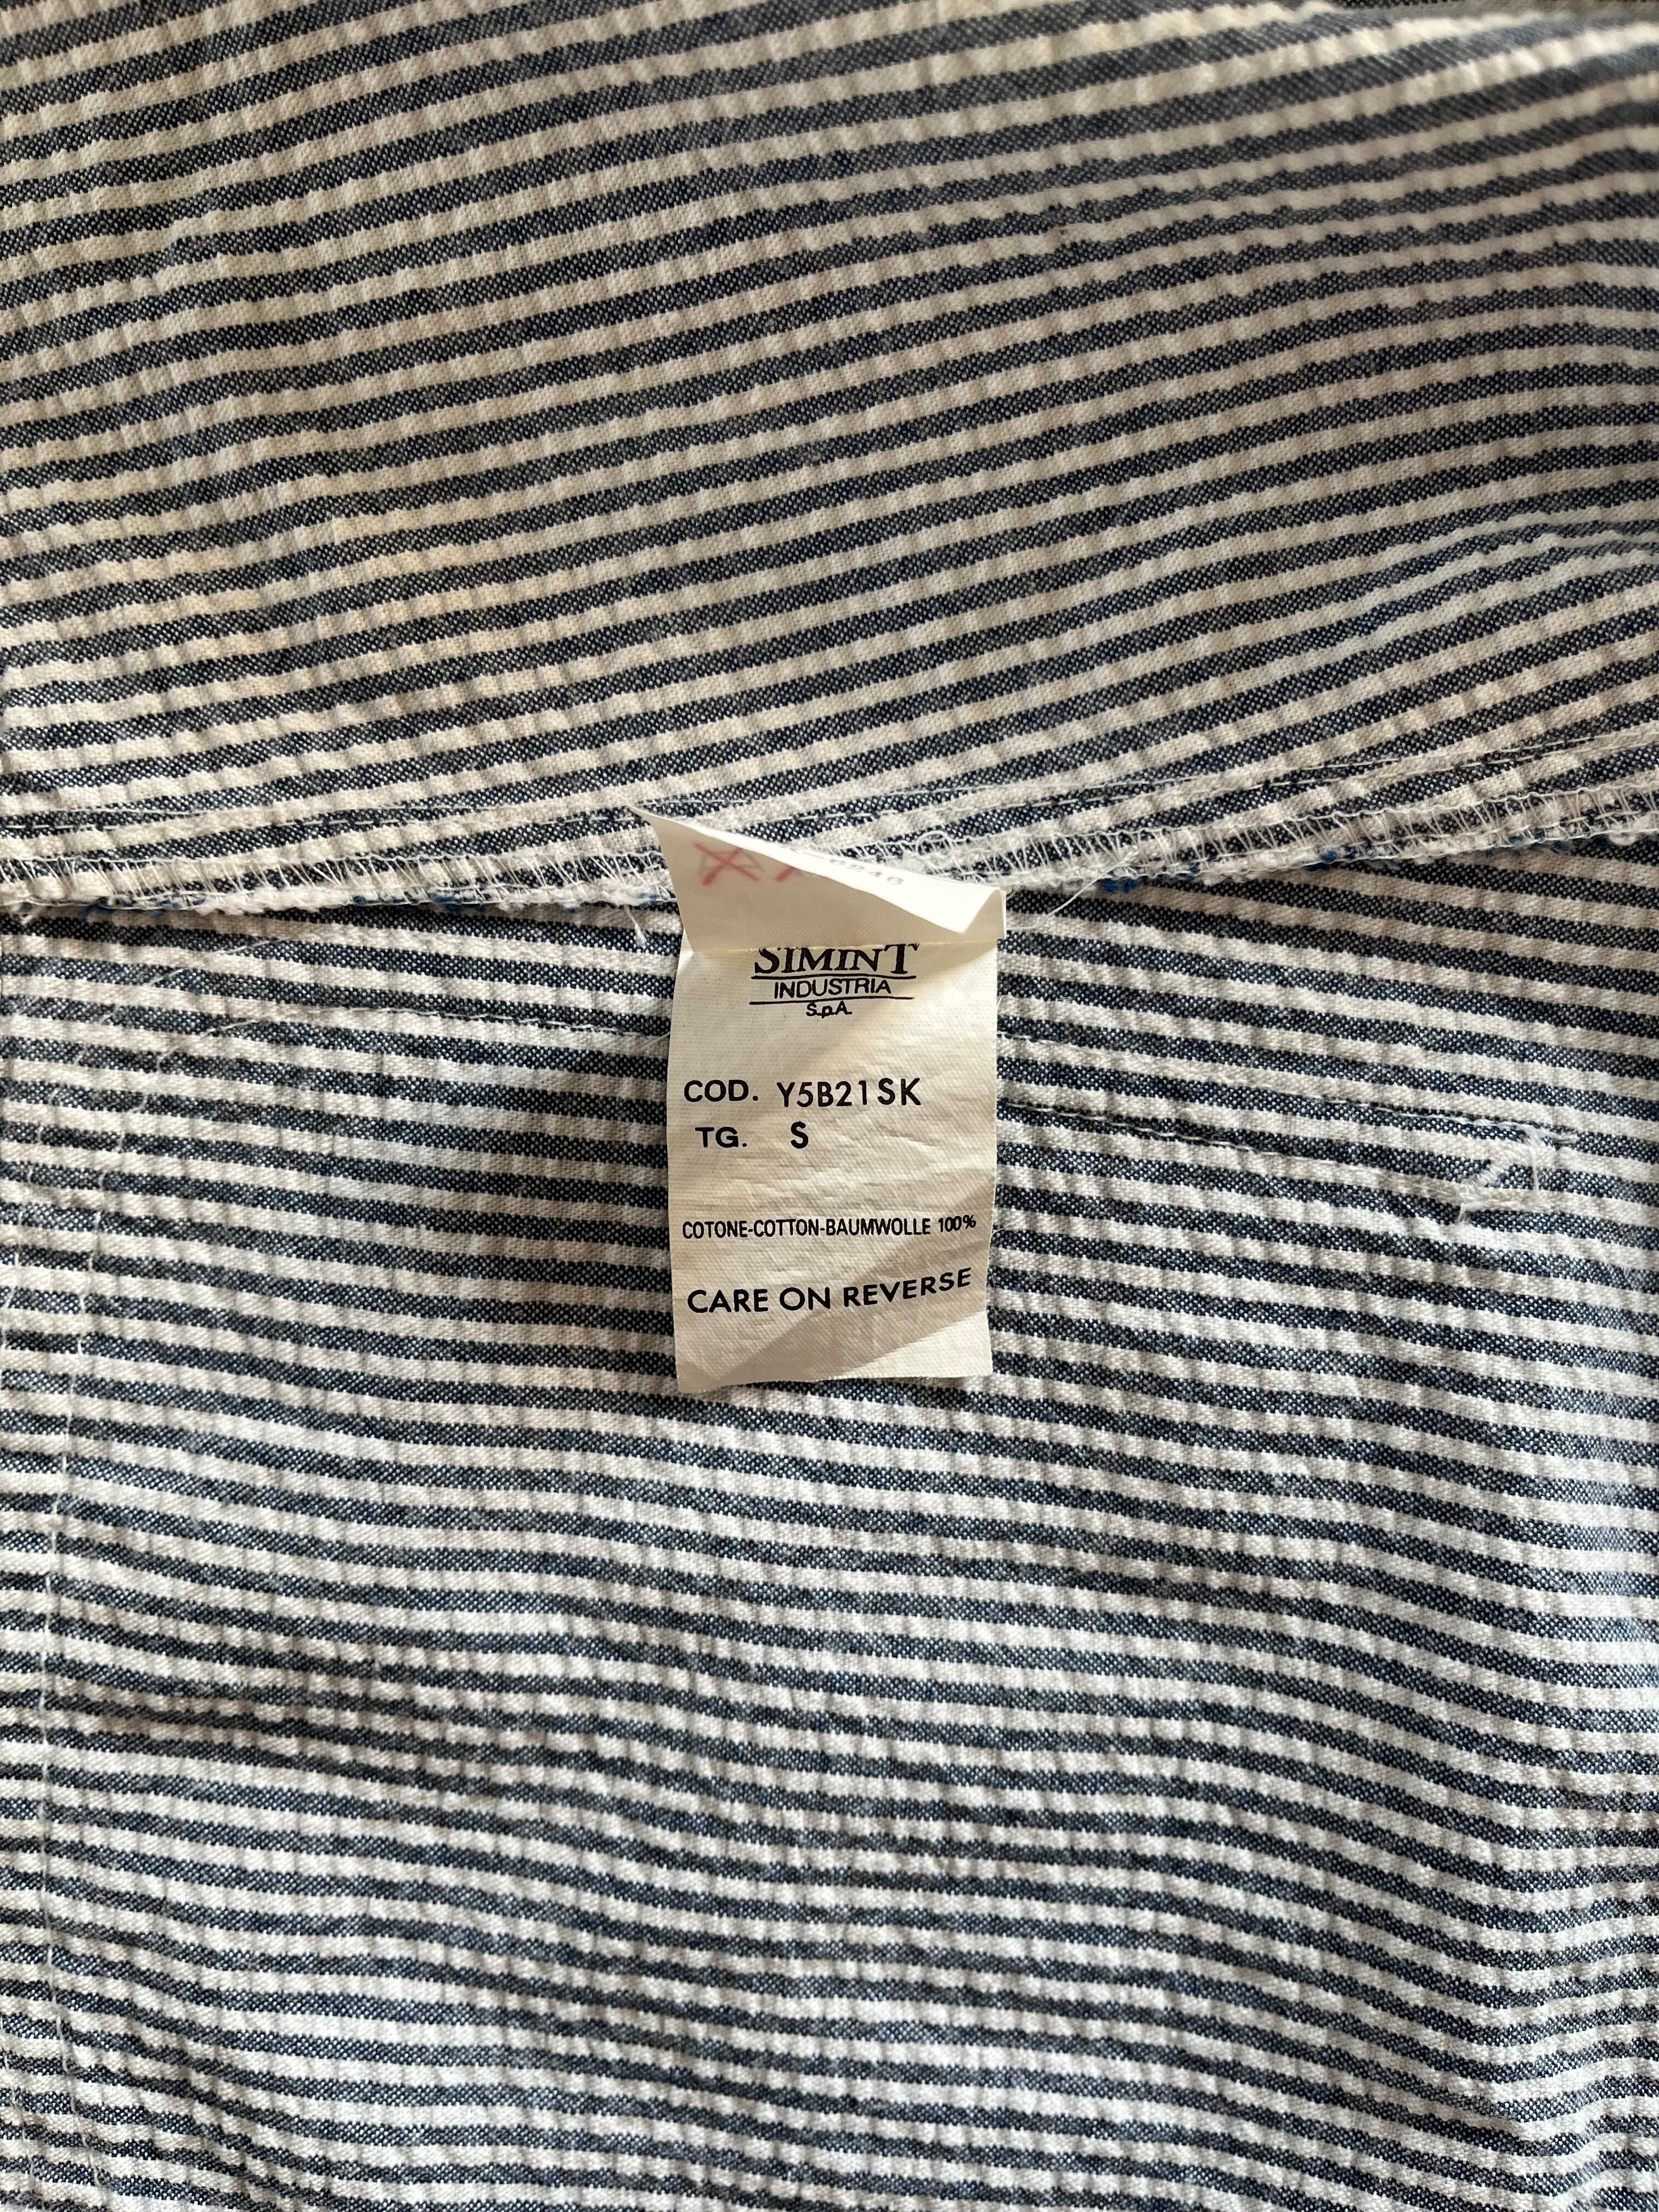 SIMINT
INDUSTRIA
S.p.A.
COD. Y5B21SK
TG. S
COTONE-COTTON-BAUMWOLLE 100%
CARE ON REVERSE